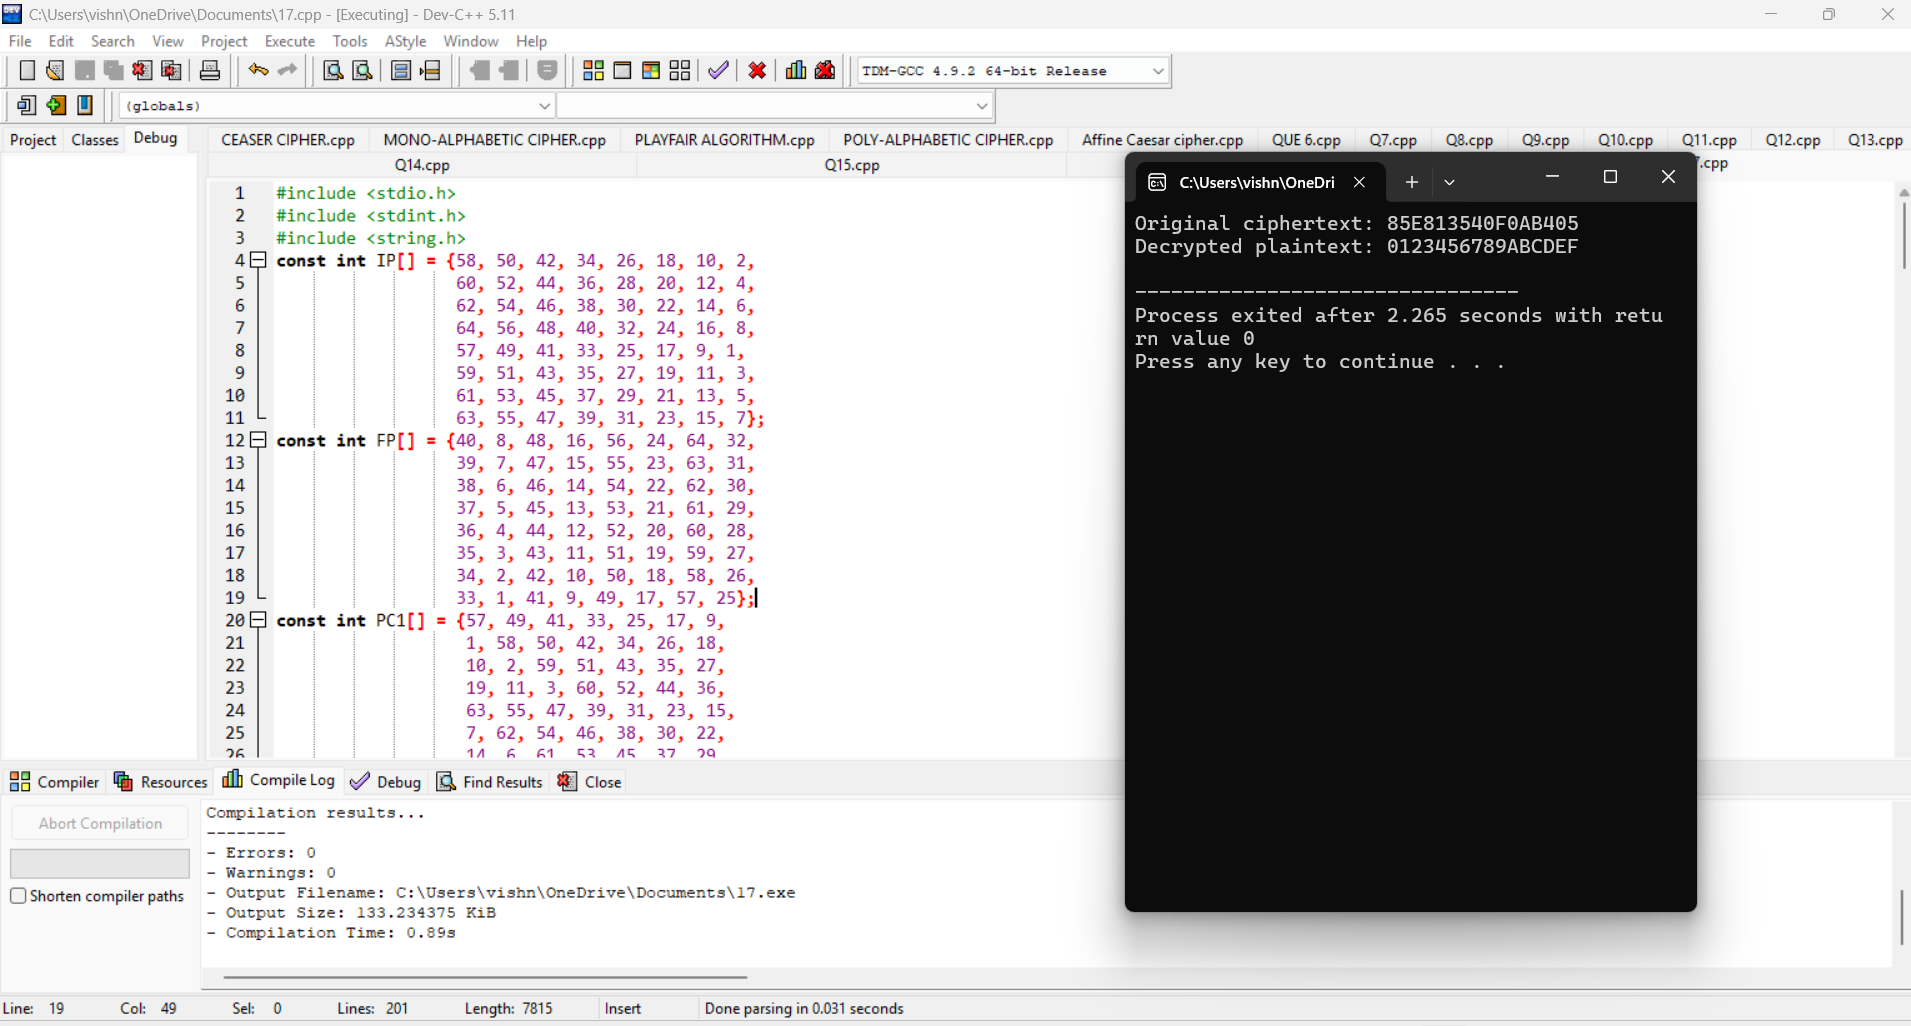 C:\Users\vishn\OneDrive\Documents\17.cpp - [Executing] - Dev-C++ 5.11
File Edit Search View Project Execute Tools AStyle Window Help
TDM-GCC 4.9.2 64-bit Release
(globals)
Project Classes Debug
CEASER CIPHER.cpp MONO-ALPHABETIC CIPHER.cpp PLAYFAIR ALGORITHM.cpp POLY-ALPHABETIC CIPHER.cpp Affine Caesar cipher.cpp QUE 6.cpp Q7.cpp Q8.cpp Q9.cpp Q10.cpp Q11.cpp Q12.cpp Q13.cpp
Q14.cpp Q15.cpp .cpp
1 #include <stdio.h>
2 #include <stdint.h>
3 #include <string.h>
4 const int IP[] = {58, 50, 42, 34, 26, 18, 10, 2,
5 60, 52, 44, 36, 28, 20, 12, 4,
6 62, 54, 46, 38, 30, 22, 14, 6,
7 64, 56, 48, 40, 32, 24, 16, 8,
8 57, 49, 41, 33, 25, 17, 9, 1,
9 59, 51, 43, 35, 27, 19, 11, 3,
10 61, 53, 45, 37, 29, 21, 13, 5,
11 63, 55, 47, 39, 31, 23, 15, 7};
12 const int FP[] = {40, 8, 48, 16, 56, 24, 64, 32,
13 39, 7, 47, 15, 55, 23, 63, 31,
14 38, 6, 46, 14, 54, 22, 62, 30,
15 37, 5, 45, 13, 53, 21, 61, 29,
16 36, 4, 44, 12, 52, 20, 60, 28,
17 35, 3, 43, 11, 51, 19, 59, 27,
18 34, 2, 42, 10, 50, 18, 58, 26,
19 33, 1, 41, 9, 49, 17, 57, 25};
20 const int PC1[] = {57, 49, 41, 33, 25, 17, 9,
21 1, 58, 50, 42, 34, 26, 18,
22 10, 2, 59, 51, 43, 35, 27,
23 19, 11, 3, 60, 52, 44, 36,
24 63, 55, 47, 39, 31, 23, 15,
25 7, 62, 54, 46, 38, 30, 22,
26 14, 6, 61, 53, 45, 37, 29,
C:\Users\vishn\OneDri
Original ciphertext: 85E813540F0AB405
Decrypted plaintext: 0123456789ABCDEF
--------------------------------
Process exited after 2.265 seconds with retu
rn value 0
Press any key to continue . . .
Compiler Resources Compile Log Debug Find Results Close
Abort Compilation
Shorten compiler paths
Compilation results...
--------
- Errors: 0
- Warnings: 0
- Output Filename: C:\Users\vishn\OneDrive\Documents\17.exe
- Output Size: 133.234375 KiB
- Compilation Time: 0.89s
Line: 19 Col: 49 Sel: 0 Lines: 201 Length: 7815 Insert Done parsing in 0.031 seconds